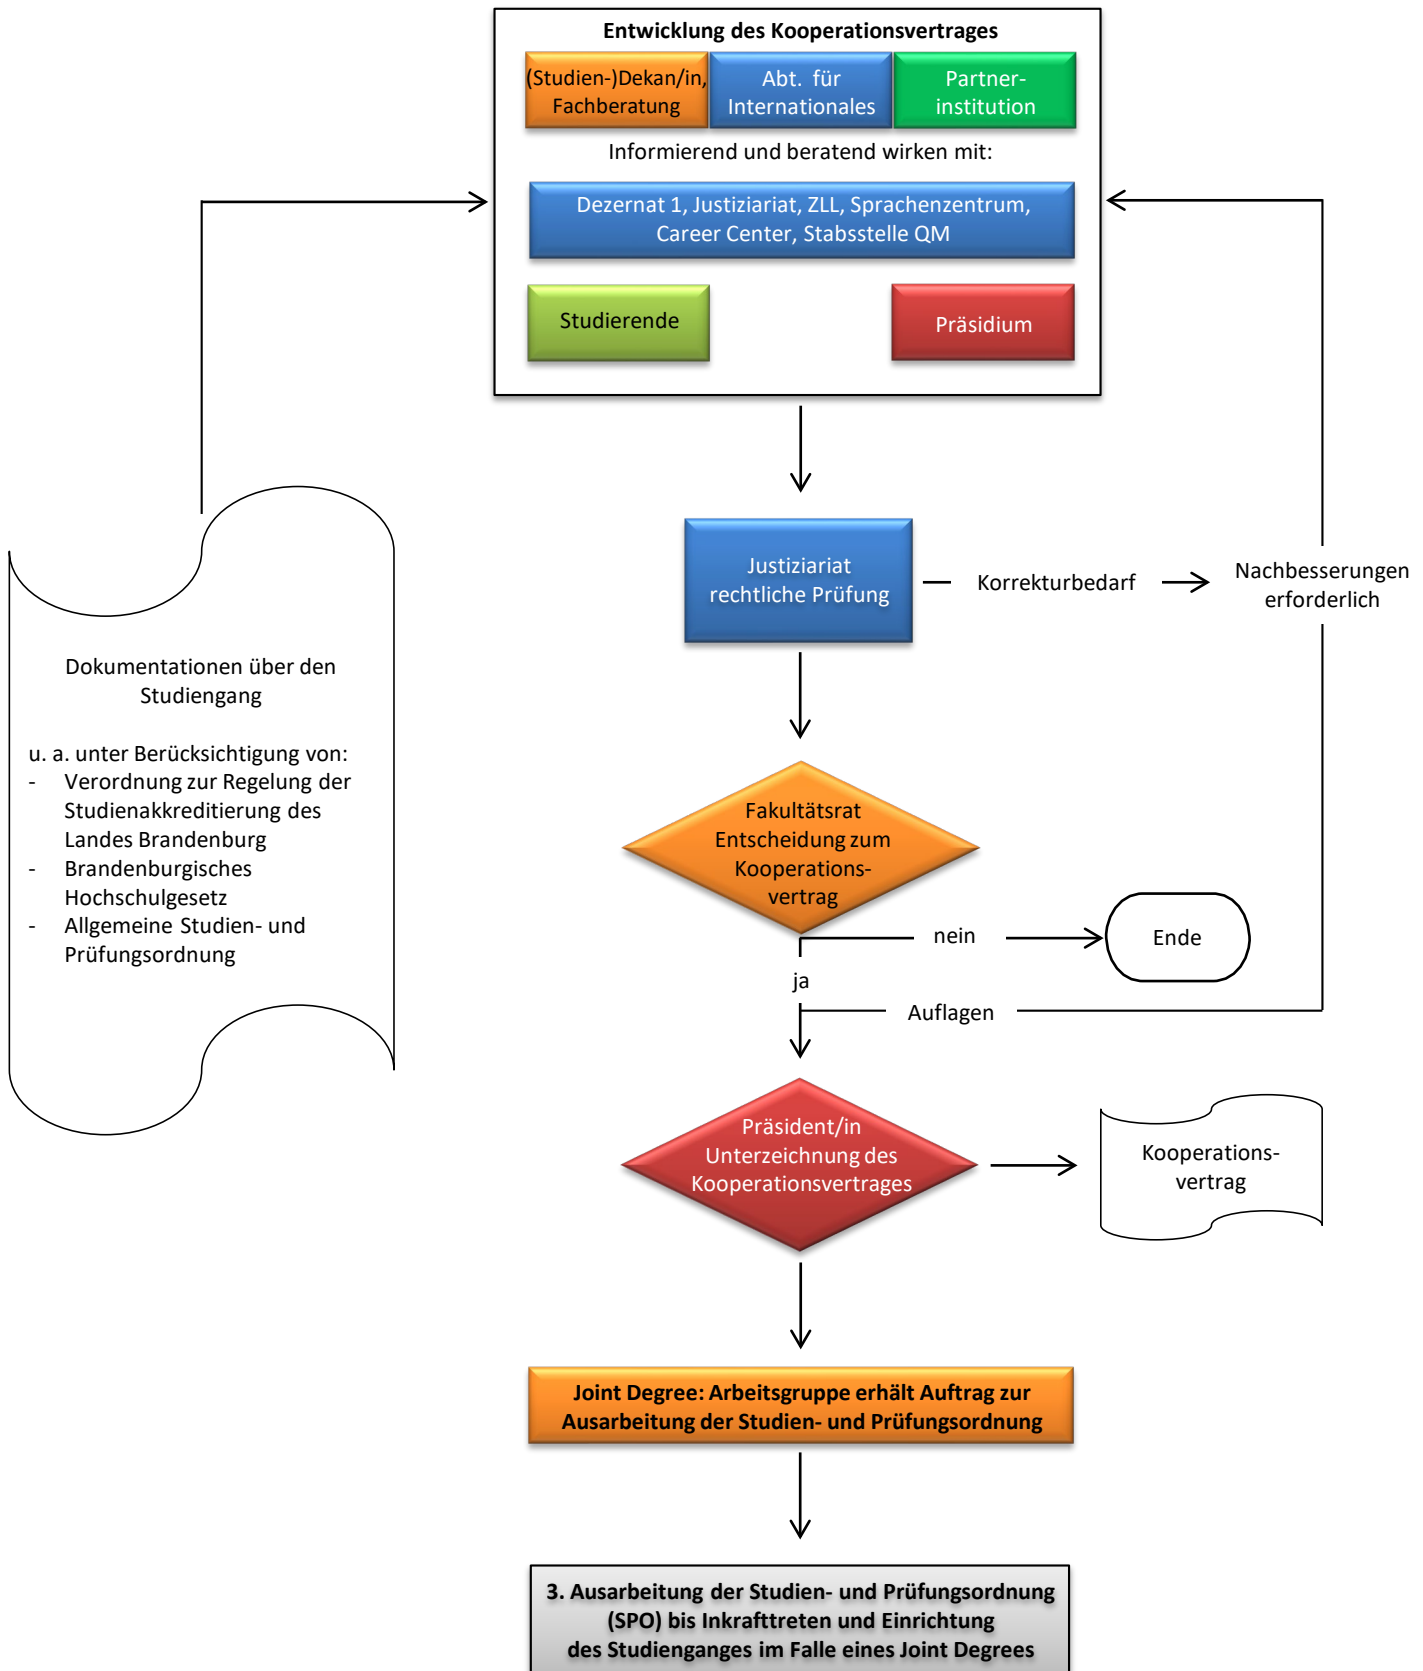 Entwicklung des Kooperationsvertrages
(Studien-)Dekan/in,
Fachberatung
Abt. für
Internationales
Partner-
institution
Informierend und beratend wirken mit:
Dezernat 1, Justiziariat, ZLL, Sprachenzentrum,
Career Center, Stabsstelle QM
Studierende
Präsidium
Justiziariat
rechtliche Prüfung
Korrekturbedarf
Nachbesserungen
erforderlich
Dokumentationen über den
Studiengang
u. a. unter Berücksichtigung von:
- Verordnung zur Regelung der
Studienakkreditierung des
Landes Brandenburg
- Brandenburgisches
Hochschulgesetz
- Allgemeine Studien- und
Prüfungsordnung
Fakultätsrat
Entscheidung zum
Kooperations-
vertrag
nein
Ende
ja
Auflagen
Präsident/in
Unterzeichnung des
Kooperationsvertrages
Kooperations-
vertrag
Joint Degree: Arbeitsgruppe erhält Auftrag zur
Ausarbeitung der Studien- und Prüfungsordnung
3. Ausarbeitung der Studien- und Prüfungsordnung
(SPO) bis Inkrafttreten und Einrichtung
des Studienganges im Falle eines Joint Degrees